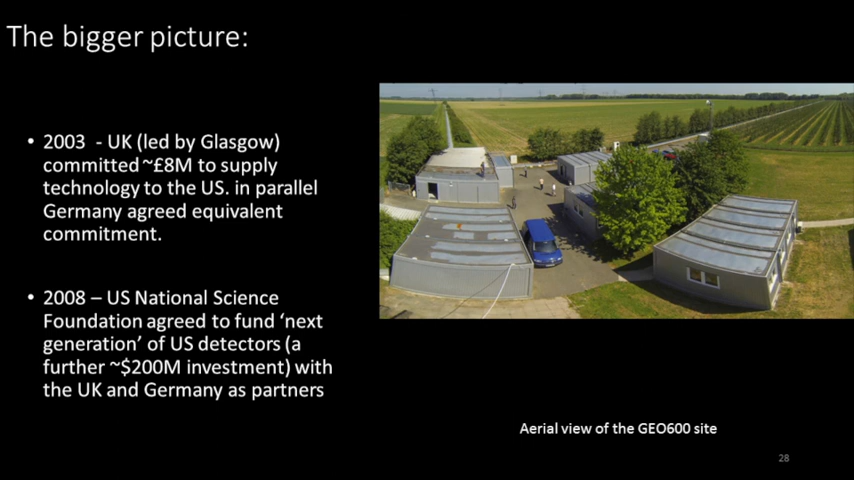 The bigger picture:
• 2003 - UK (led by Glasgow)
committed ~£8M to supply
technology to the US. in parallel
Germany agreed equivalent
commitment.
• 2008 – US National Science
Foundation agreed to fund ‘next
generation’ of US detectors (a
further ~$200M investment) with
the UK and Germany as partners
Aerial view of the GEO600 site
28